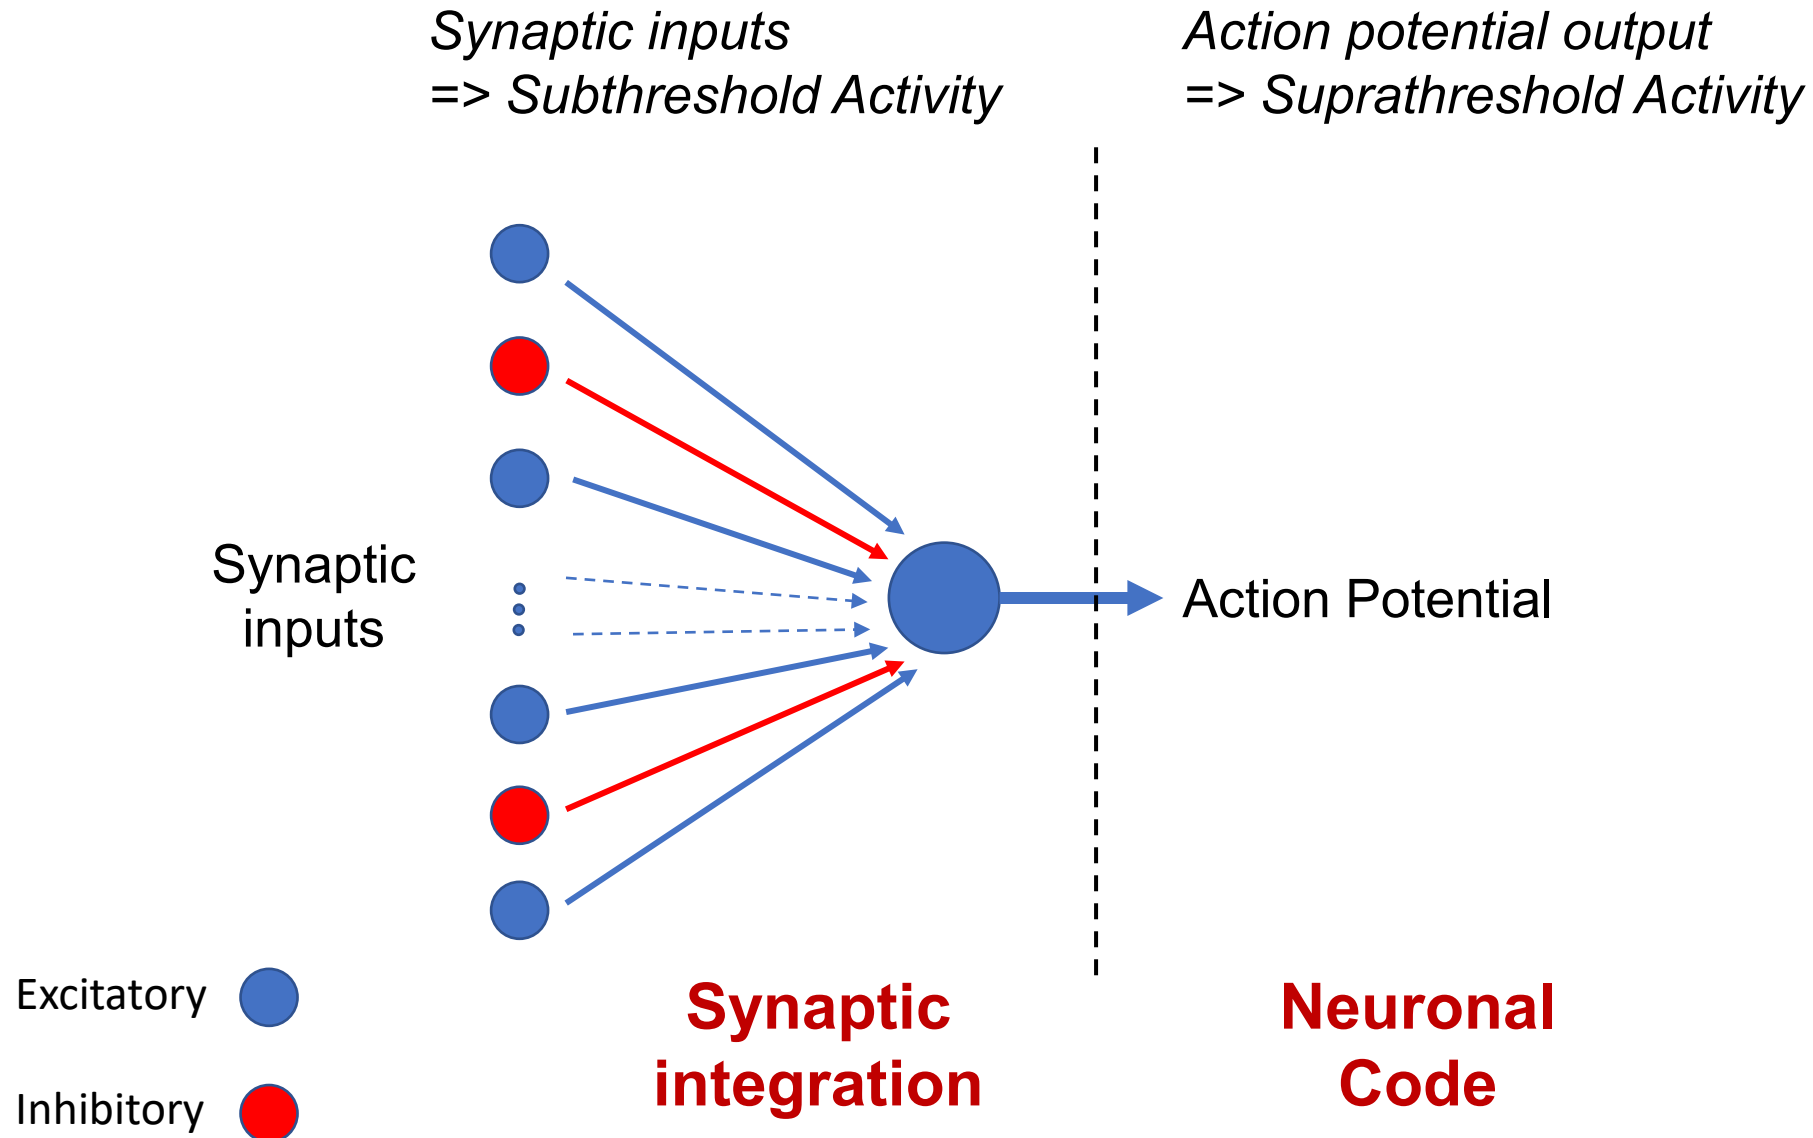 Synaptic inputs
=> Subthreshold Activity
Action potential output
=> Suprathreshold Activity
Synaptic
inputs
Action Potential
Excitatory
Inhibitory
Synaptic
integration
Neuronal
Code